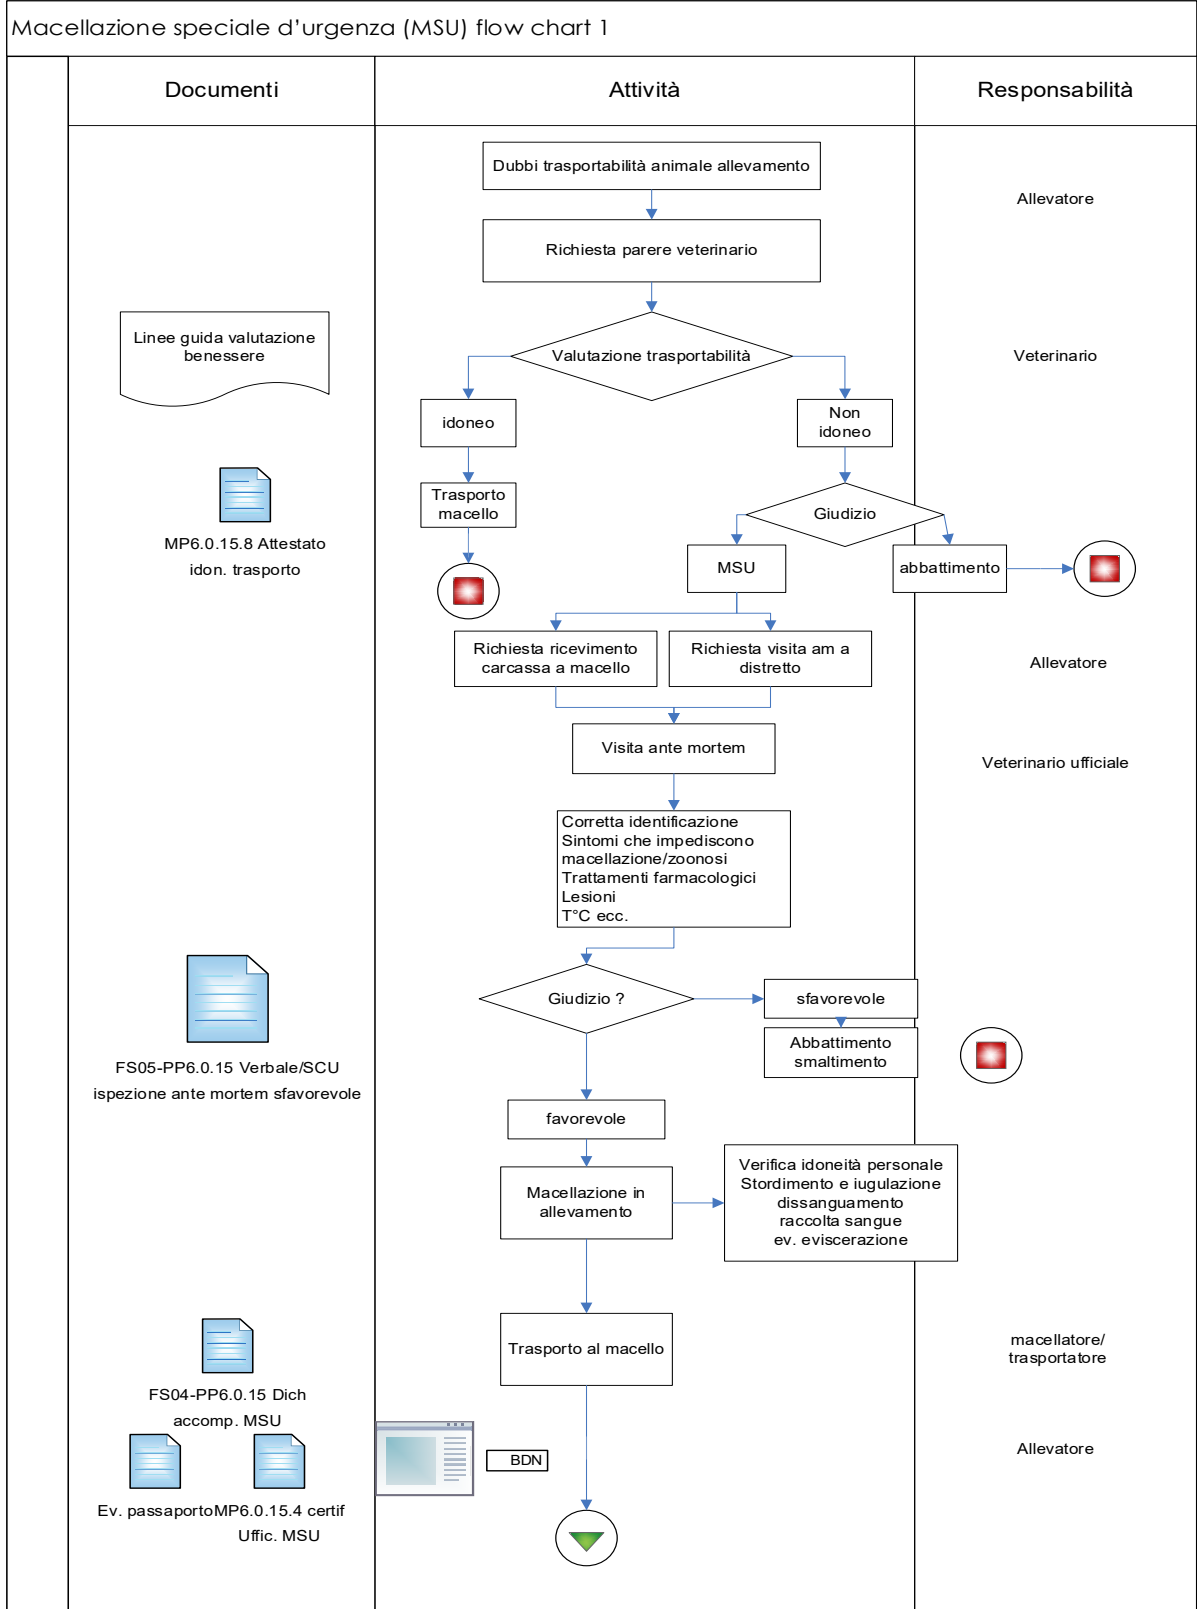 Macellazione speciale d'urgenza (MSU) flow chart 1
Documenti
Attività
Responsabilità
Dubbi trasportabilità animale allevamento
Allevatore
Richiesta parere veterinario
Linee guida valutazione
benessere
Valutazione trasportabilità
Veterinario
idoneo
Non
idoneo
Trasporto
macello
Giudizio
MP6.0.15.8 Attestato
idon. trasporto
MSU
abbattimento
Richiesta ricevimento
carcassa a macello
Richiesta visita am a
distretto
Allevatore
Visita ante mortem
Veterinario ufficiale
Corretta identificazione
Sintomi che impediscono
macellazione/zoonosi
Trattamenti farmacologici
Lesioni
T°C ecc.
Giudizio ?
sfavorevole
Abbattimento
smaltimento
FS05-PP6.0.15 Verbale/SCU
ispezione ante mortem sfavorevole
favorevole
Macellazione in
allevamento
Verifica idoneità personale
Stordimento e iugulazione
dissanguamento
raccolta sangue
ev. eviscerazione
Trasporto al macello
macellatore/
trasportatore
FS04-PP6.0.15 Dich
accomp. MSU
BDN
Allevatore
Ev. passaporto
MP6.0.15.4 certif
Uffic. MSU